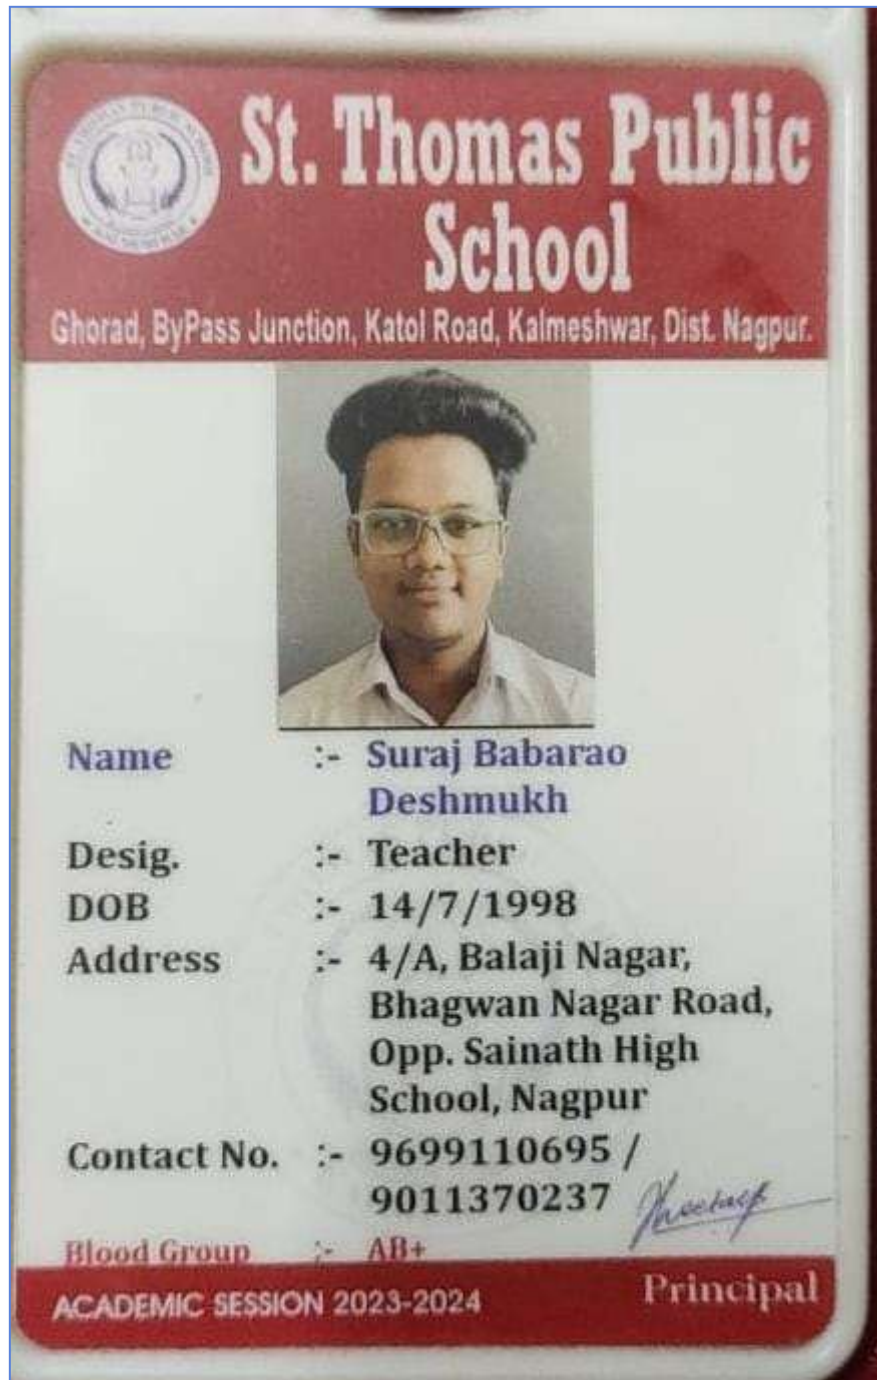 St. Thomas Public
School
Ghorad, ByPass Junction, Katol Road, Kalmeshwar, Dist. Nagpur.
Name :- Suraj Babarao
Deshmukh
Desig. :- Teacher
DOB :- 14/7/1998
Address :- 4/A, Balaji Nagar,
Bhagwan Nagar Road,
Opp. Sainath High
School, Nagpur
Contact No. :- 9699110695 /
9011370237
Blood Group :- AB+
Principal
ACADEMIC SESSION 2023-2024